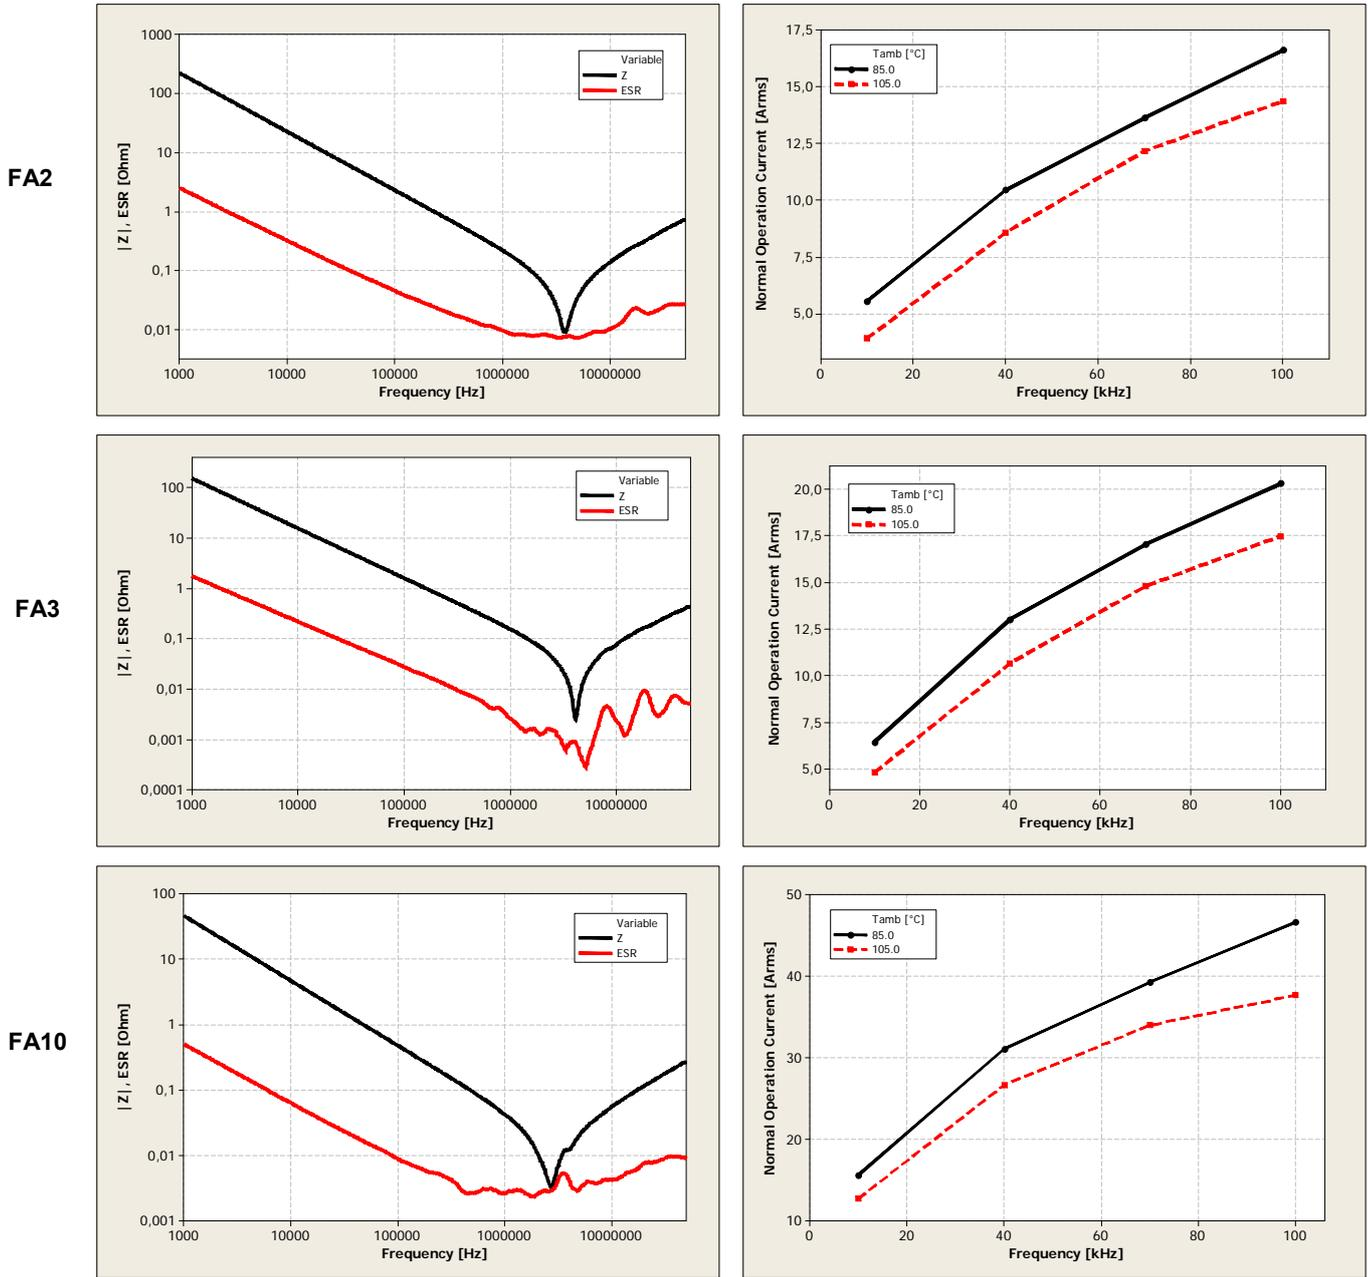 FA2
1000
100
10
1
0,1
0,01
|Z|, ESR [Ohm]
Variable
Z
ESR
1000 10000 100000 1000000 10000000
Frequency [Hz]
17,5
15,0
12,5
10,0
7,5
5,0
Normal Operation Current [Arms]
Tamb [°C]
85.0
105.0
0 20 40 60 80 100
Frequency [kHz]
FA3
100
10
1
0,1
0,01
0,001
0,0001
|Z|, ESR [Ohm]
Variable
Z
ESR
1000 10000 100000 1000000 10000000
Frequency [Hz]
20,0
17,5
15,0
12,5
10,0
7,5
5,0
Normal Operation Current [Arms]
Tamb [°C]
85.0
105.0
0 20 40 60 80 100
Frequency [kHz]
FA10
100
10
1
0,1
0,01
0,001
|Z|, ESR [Ohm]
Variable
Z
ESR
1000 10000 100000 1000000 10000000
Frequency [Hz]
50
40
30
20
10
Normal Operation Current [Arms]
Tamb [°C]
85.0
105.0
0 20 40 60 80 100
Frequency [kHz]